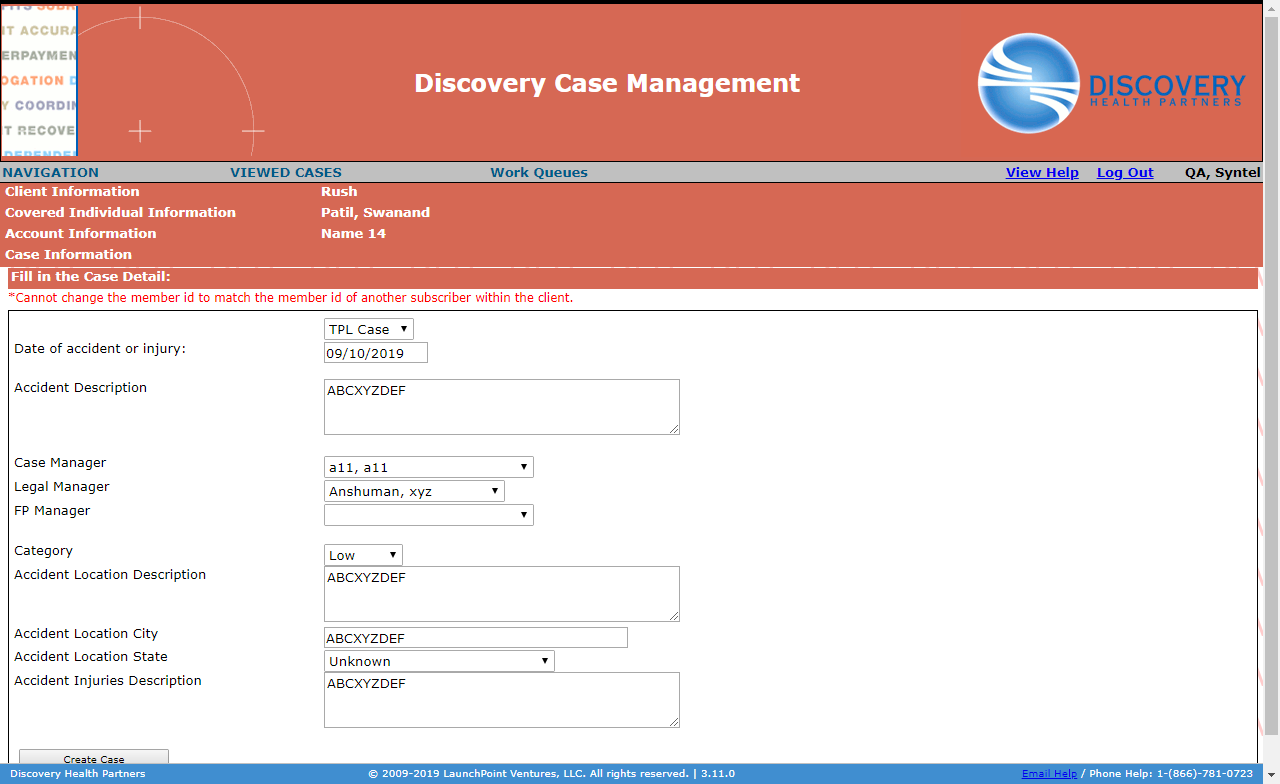 FITS SUBR
IT ACCURA
ERPAYMEN
OGATION D
Y COORDIN
T RECOVE
DEPENDE
Discovery Case Management
DISCOVERY
HEALTH PARTNERS
NAVIGATION VIEWED CASES Work Queues View Help Log Out QA, Syntel
Client Information Rush
Covered Individual Information Patil, Swanand
Account Information Name 14
Case Information
Fill in the Case Detail:
*Cannot change the member id to match the member id of another subscriber within the client.
TPL Case
Date of accident or injury: 09/10/2019
Accident Description ABCXYZDEF
Case Manager a11, a11
Legal Manager Anshuman, xyz
FP Manager
Category Low
Accident Location Description ABCXYZDEF
Accident Location City ABCXYZDEF
Accident Location State Unknown
Accident Injuries Description ABCXYZDEF
Create Case
Discovery Health Partners © 2009-2019 LaunchPoint Ventures, LLC. All rights reserved. | 3.11.0 Email Help / Phone Help: 1-(866)-781-0723